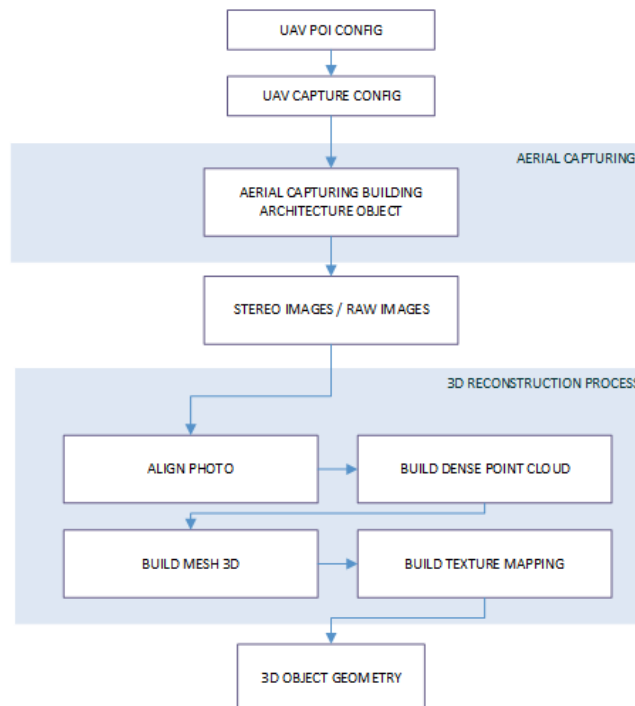 UAV POI CONFIG
UAV CAPTURE CONFIG
AERIAL CAPTURING
AERIAL CAPTURING BUILDING
ARCHITECTURE OBJECT
STEREO IMAGES / RAW IMAGES
3D RECONSTRUCTION PROCESS
ALIGN PHOTO
BUILD DENSE POINT CLOUD
BUILD MESH 3D
BUILD TEXTURE MAPPING
3D OBJECT GEOMETRY